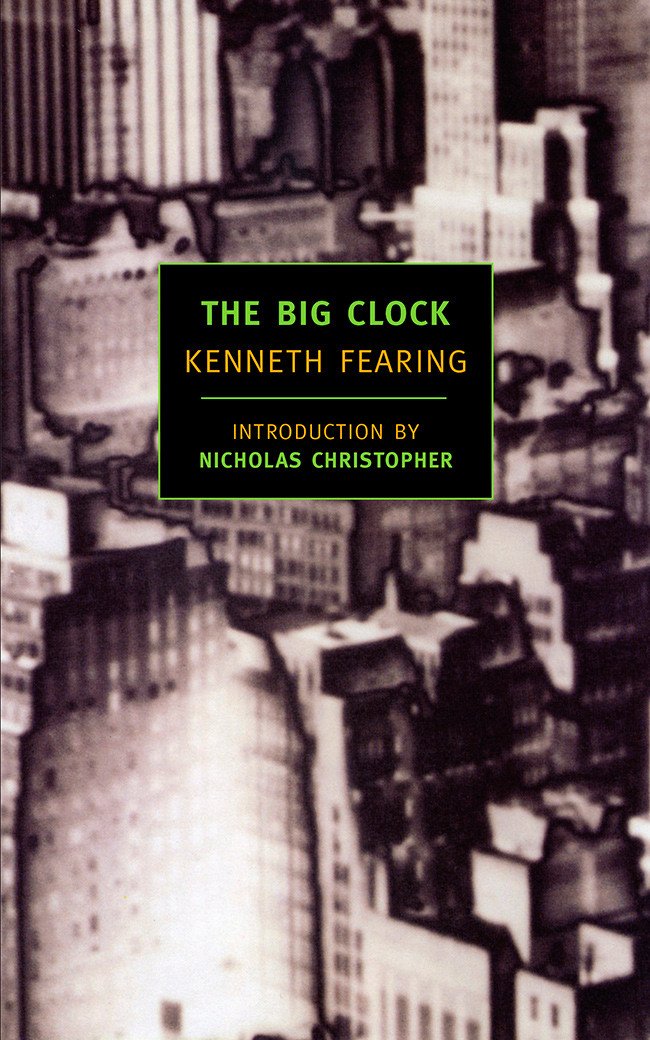 THE BIG CLOCK
KENNETH FEARING
INTRODUCTION BY
NICHOLAS CHRISTOPHER